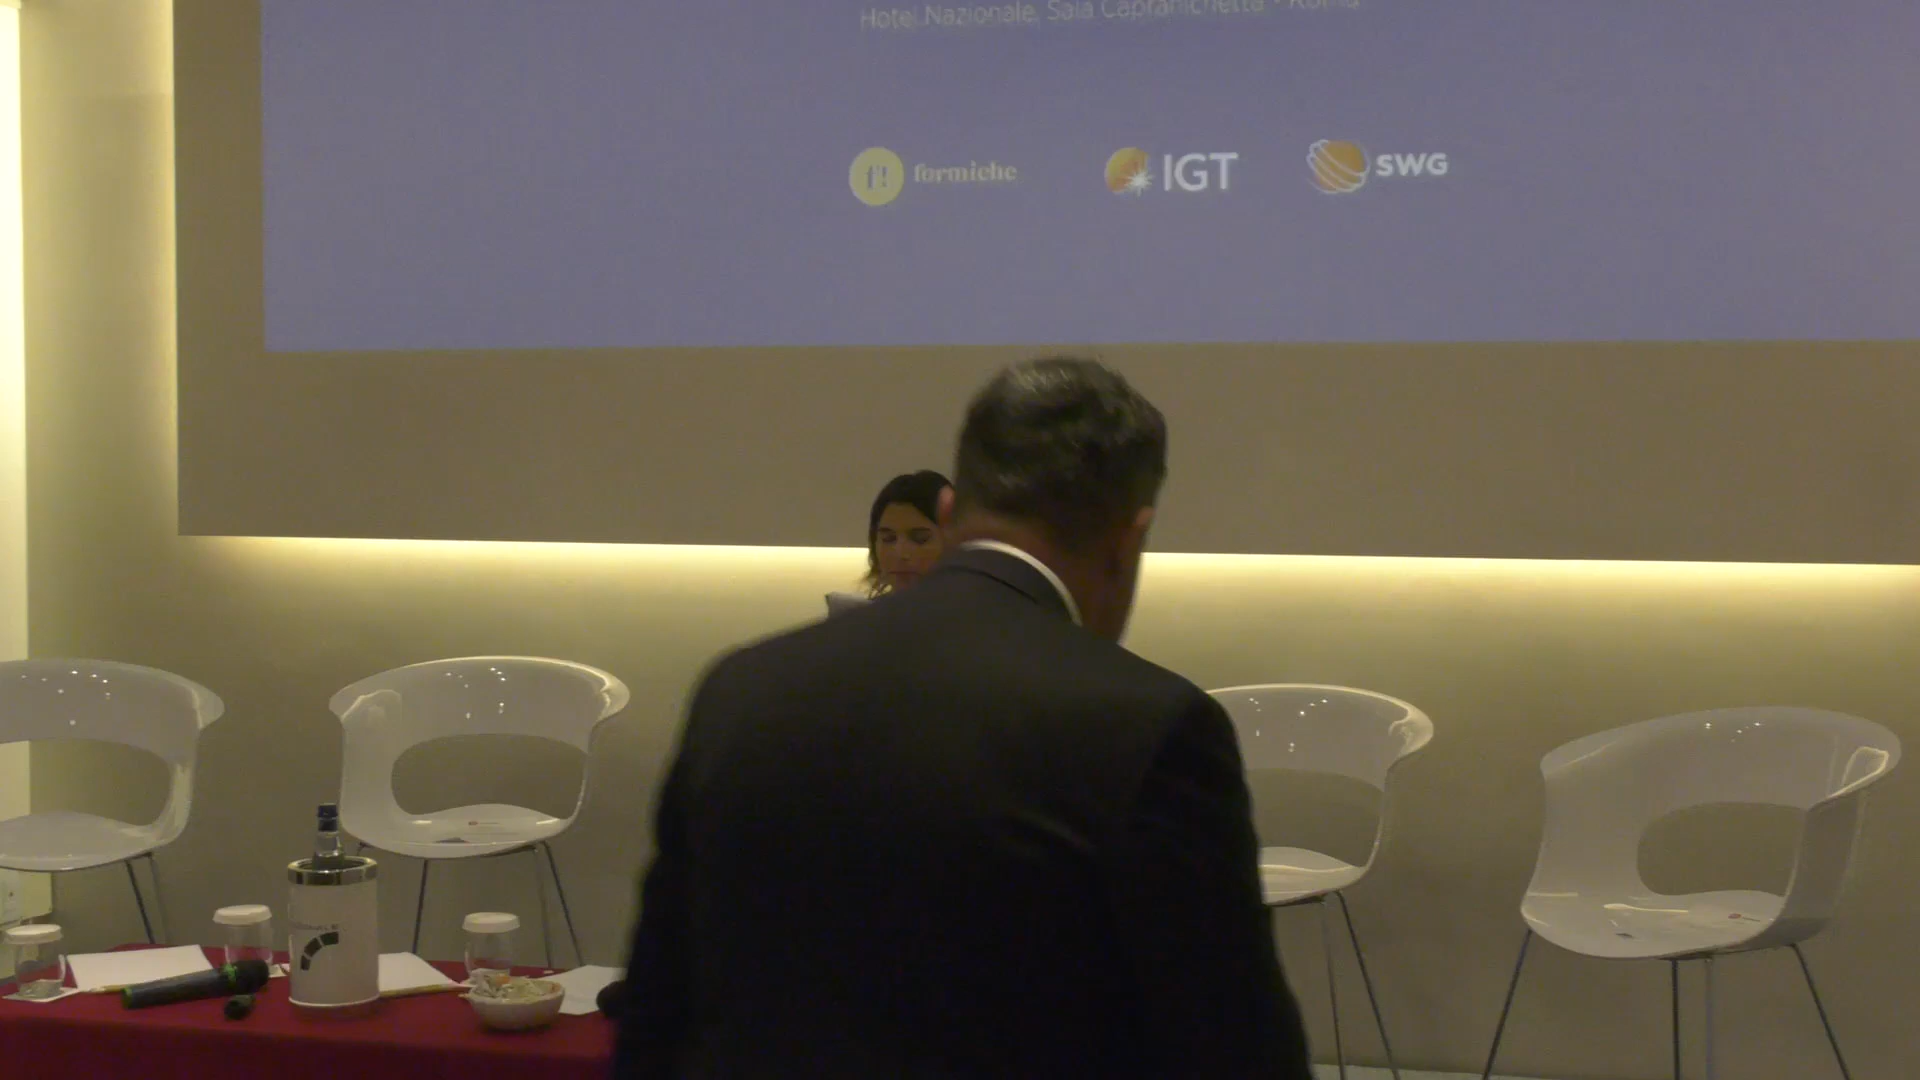 Hotel Nazionale, Sala Capranichetta • Roma
f! formiche IGT SWG